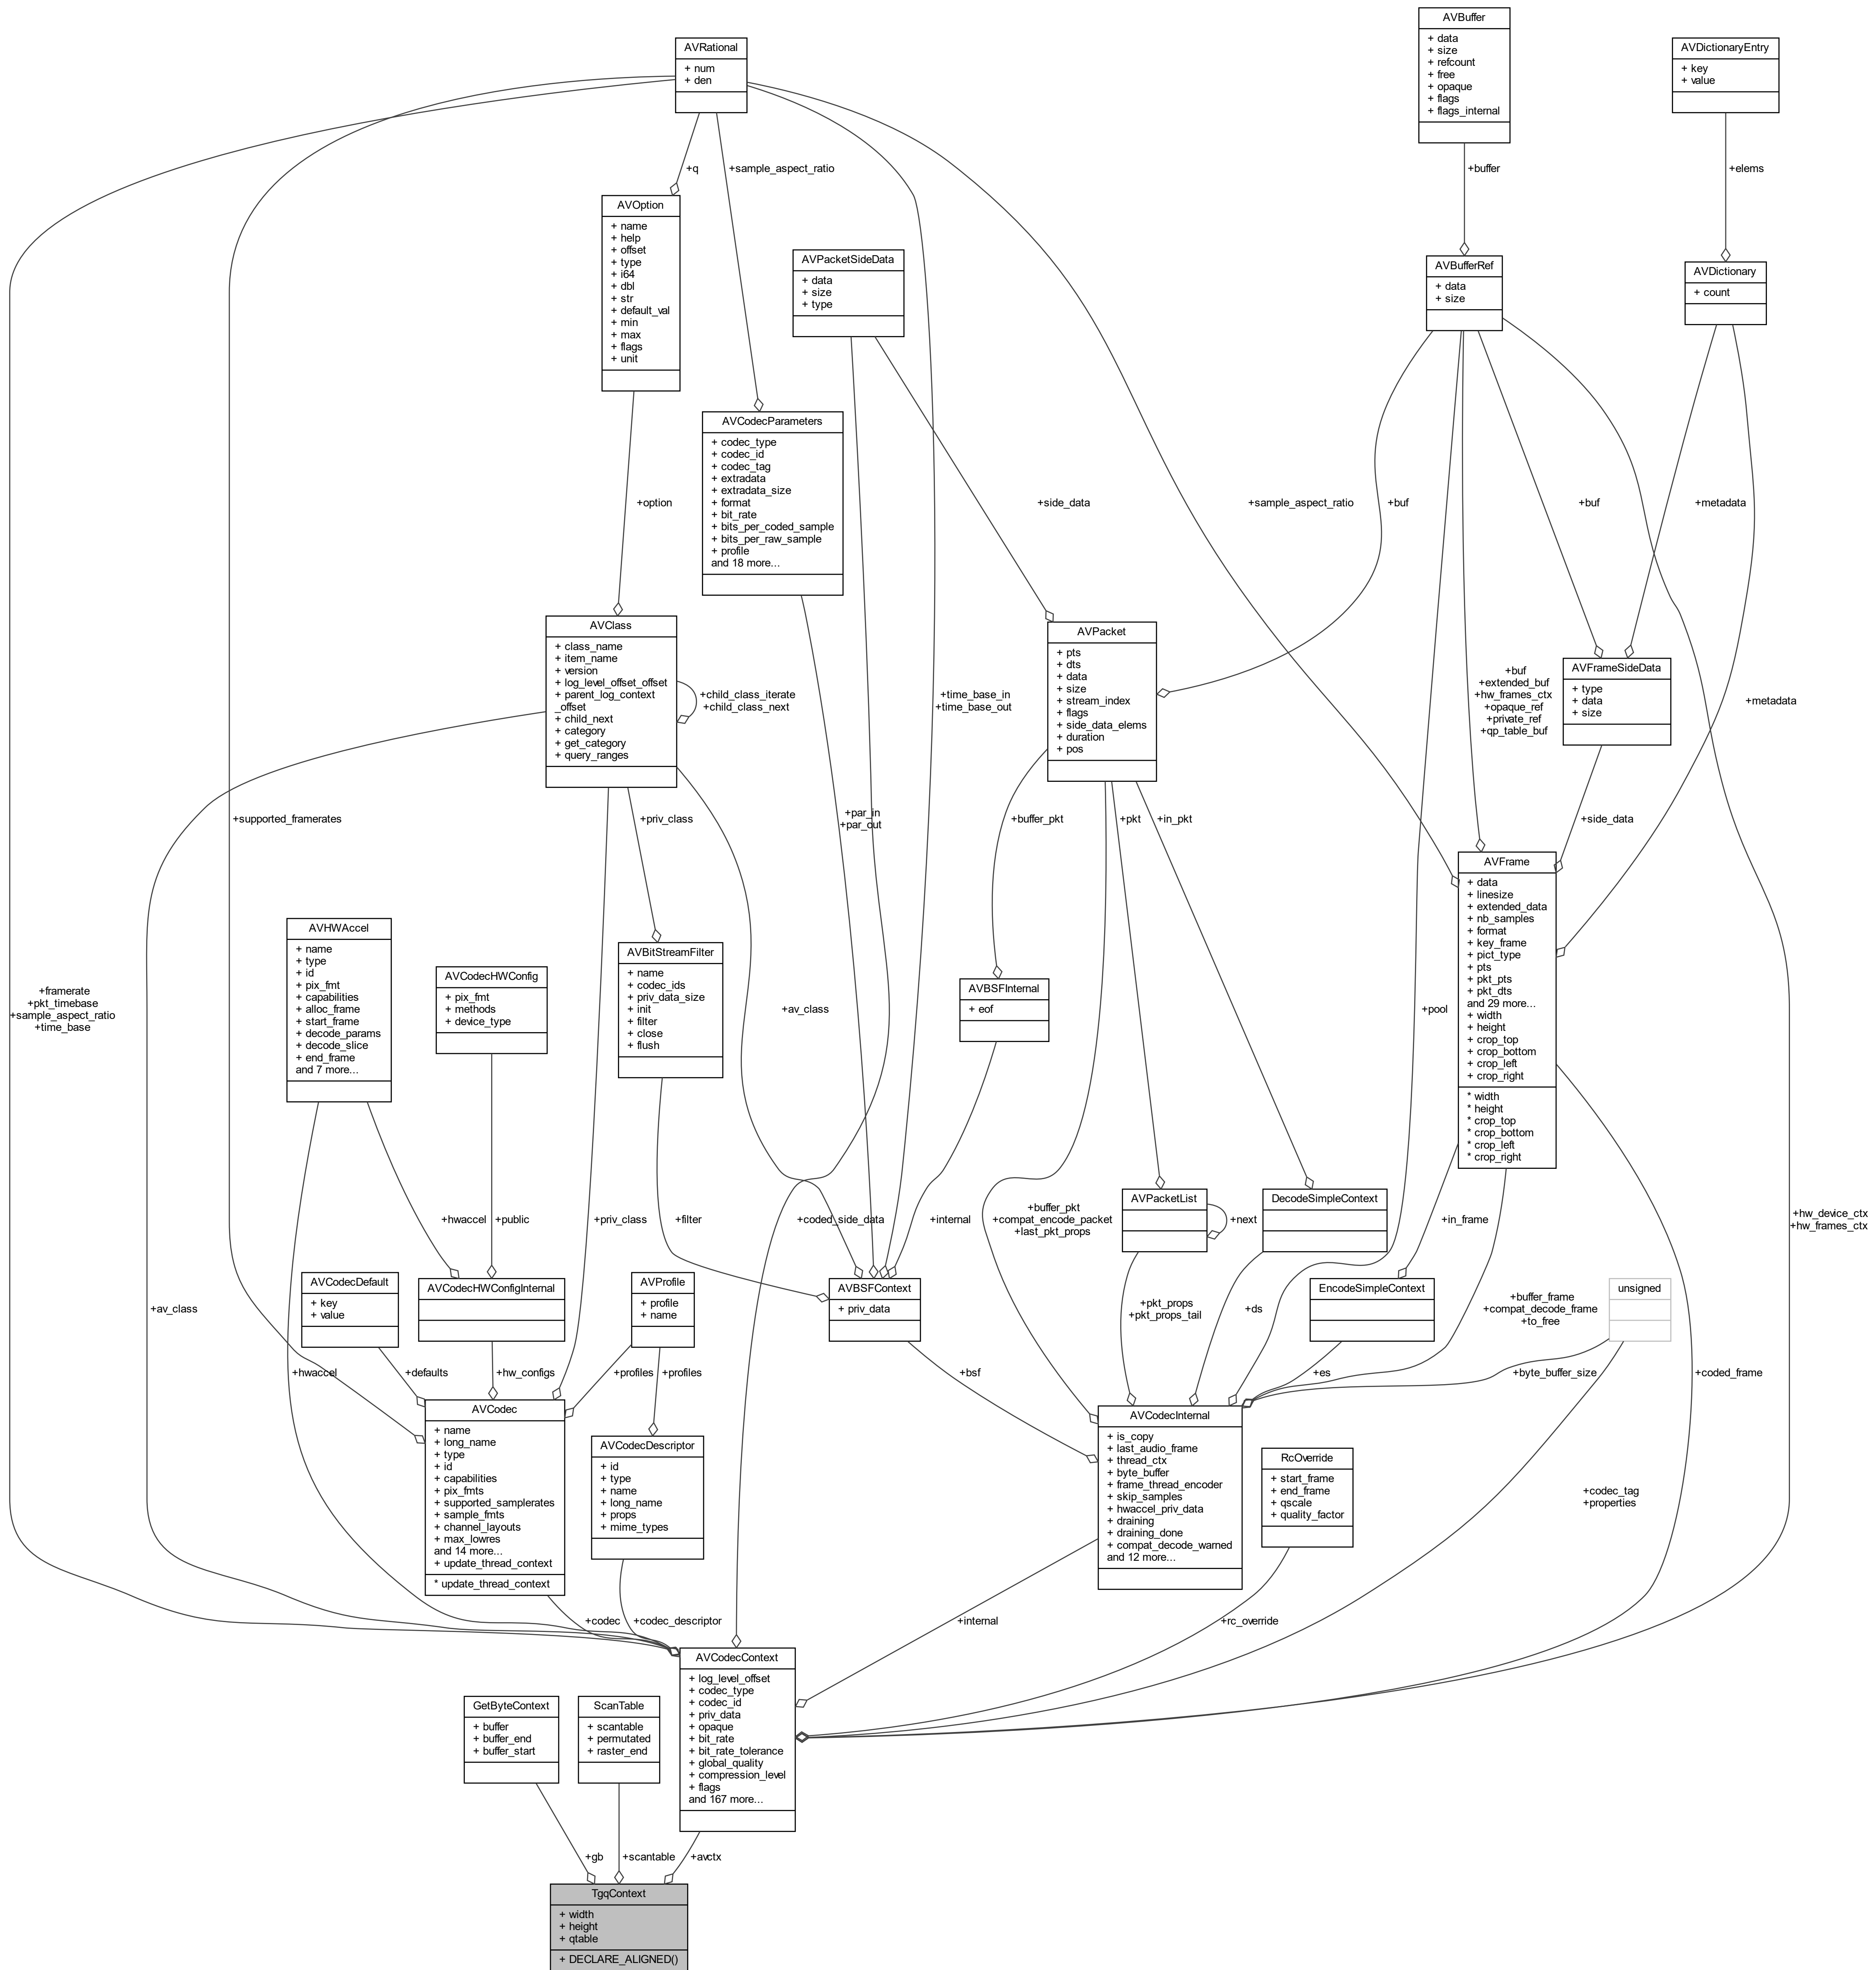 AVBuffer
+ data
+ size
+ refcount
+ free
+ opaque
+ flags
+ flags_internal
AVRational
+ num
+ den
AVDictionaryEntry
+ key
+ value
+q
+sample_aspect_ratio
+buffer
+elems
AVOption
+ name
+ help
+ offset
+ type
+ i64
+ dbl
+ str
+ default_val
+ min
+ max
+ flags
+ unit
AVPacketSideData
+ data
+ size
+ type
AVBufferRef
+ data
+ size
AVDictionary
+ count
AVCodecParameters
+ codec_type
+ codec_id
+ codec_tag
+ extradata
+ extradata_size
+ format
+ bit_rate
+ bits_per_coded_sample
+ bits_per_raw_sample
+ profile
and 18 more...
+option
+side_data
+sample_aspect_ratio
+buf
+buf
+metadata
AVClass
+ class_name
+ item_name
+ version
+ log_level_offset_offset
+ parent_log_context
_offset
+ child_next
+ category
+ get_category
+ query_ranges
+child_class_iterate
+child_class_next
+time_base_in
+time_base_out
AVPacket
+ pts
+ dts
+ data
+ size
+ stream_index
+ flags
+ side_data_elems
+ duration
+ pos
+buf
+extended_buf
+hw_frames_ctx
+opaque_ref
+private_ref
+qp_table_buf
AVFrameSideData
+ type
+ data
+ size
+metadata
+supported_framerates
+priv_class
+par_in
+par_out
+buffer_pkt
+pkt
+in_pkt
+side_data
AVFrame
+ data
+ linesize
+ extended_data
+ nb_samples
+ format
+ key_frame
+ pict_type
+ pts
+ pkt_pts
+ pkt_dts
and 29 more...
+ width
+ height
+ crop_top
+ crop_bottom
+ crop_left
+ crop_right
* width
* height
* crop_top
* crop_bottom
* crop_left
* crop_right
+framerate
+pkt_timebase
+sample_aspect_ratio
+time_base
AVHWAccel
+ name
+ type
+ id
+ pix_fmt
+ capabilities
+ alloc_frame
+ start_frame
+ decode_params
+ decode_slice
+ end_frame
and 7 more...
AVCodecHWConfig
+ pix_fmt
+ methods
+ device_type
AVBitStreamFilter
+ name
+ codec_ids
+ priv_data_size
+ init
+ filter
+ close
+ flush
+av_class
AVBSFInternal
+ eof
+pool
+hwaccel
+public
+priv_class
+filter
+coded_side_data
+internal
+buffer_pkt
+compat_encode_packet
+last_pkt_props
AVPacketList
+next
DecodeSimpleContext
+in_frame
+hw_device_ctx
+hw_frames_ctx
+av_class
AVCodecDefault
+ key
+ value
AVCodecHWConfigInternal
AVProfile
+ profile
+ name
AVBSFContext
+ priv_data
+pkt_props
+pkt_props_tail
+ds
EncodeSimpleContext
+buffer_frame
+compat_decode_frame
+to_free
unsigned
+hwaccel
+defaults
+hw_configs
+profiles
+profiles
+bsf
+es
+byte_buffer_size
+coded_frame
AVCodec
+ name
+ long_name
+ type
+ id
+ capabilities
+ pix_fmts
+ supported_samplerates
+ sample_fmts
+ channel_layouts
+ max_lowres
and 14 more...
+ update_thread_context
* update_thread_context
AVCodecDescriptor
+ id
+ type
+ name
+ long_name
+ props
+ mime_types
AVCodecInternal
+ is_copy
+ last_audio_frame
+ thread_ctx
+ byte_buffer
+ frame_thread_encoder
+ skip_samples
+ hwaccel_priv_data
+ draining
+ draining_done
+ compat_decode_warned
and 12 more...
RcOverride
+ start_frame
+ end_frame
+ qscale
+ quality_factor
+codec_tag
+properties
+codec
+codec_descriptor
+internal
+rc_override
AVCodecContext
+ log_level_offset
+ codec_type
+ codec_id
+ priv_data
+ opaque
+ bit_rate
+ bit_rate_tolerance
+ global_quality
+ compression_level
+ flags
and 167 more...
GetByteContext
+ buffer
+ buffer_end
+ buffer_start
ScanTable
+ scantable
+ permutated
+ raster_end
+gb
+scantable
+avctx
TgqContext
+ width
+ height
+ qtable
+ DECLARE_ALIGNED()